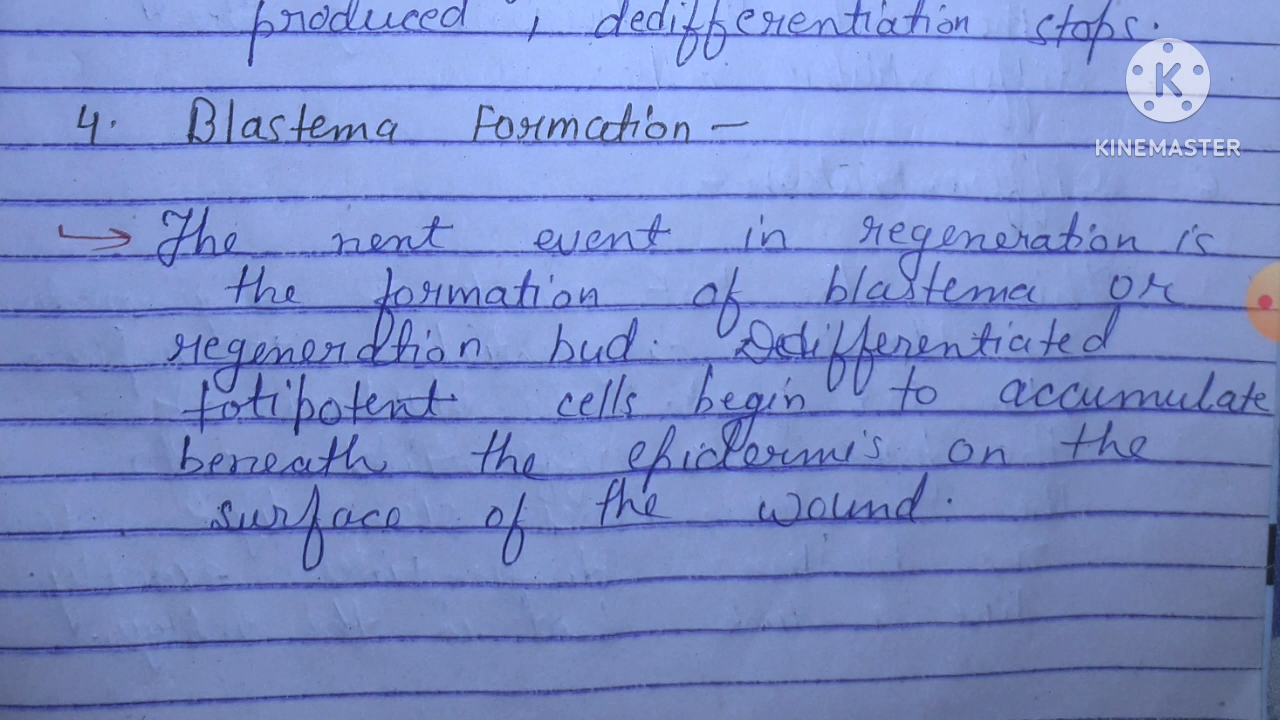 produced, dedifferentiation stops.
KINEMASTER
4. Blastema Formation —
→ The next event in regeneration is
the formation of blastema or
regeneration bud. Dedifferentiated
totipotent cells begin to accumulate
beneath the epidermis on the
surface of the wound.